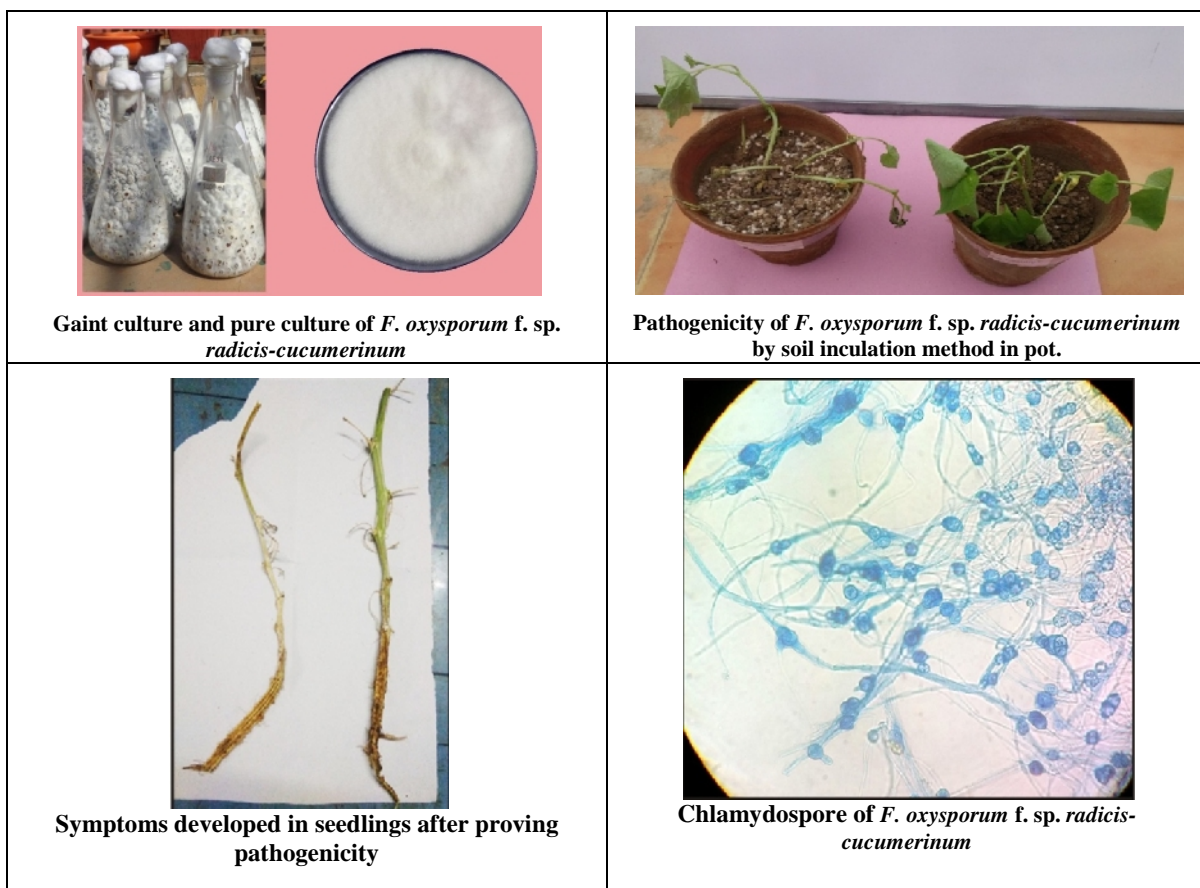 Gaint culture and pure culture of F. oxysporum f. sp.
radicis-cucumerinum
Pathogenicity of F. oxysporum f. sp. radicis-cucumerinum
by soil inculation method in pot.
Symptoms developed in seedlings after proving
pathogenicity
Chlamydospore of F. oxysporum f. sp. radicis-
cucumerinum